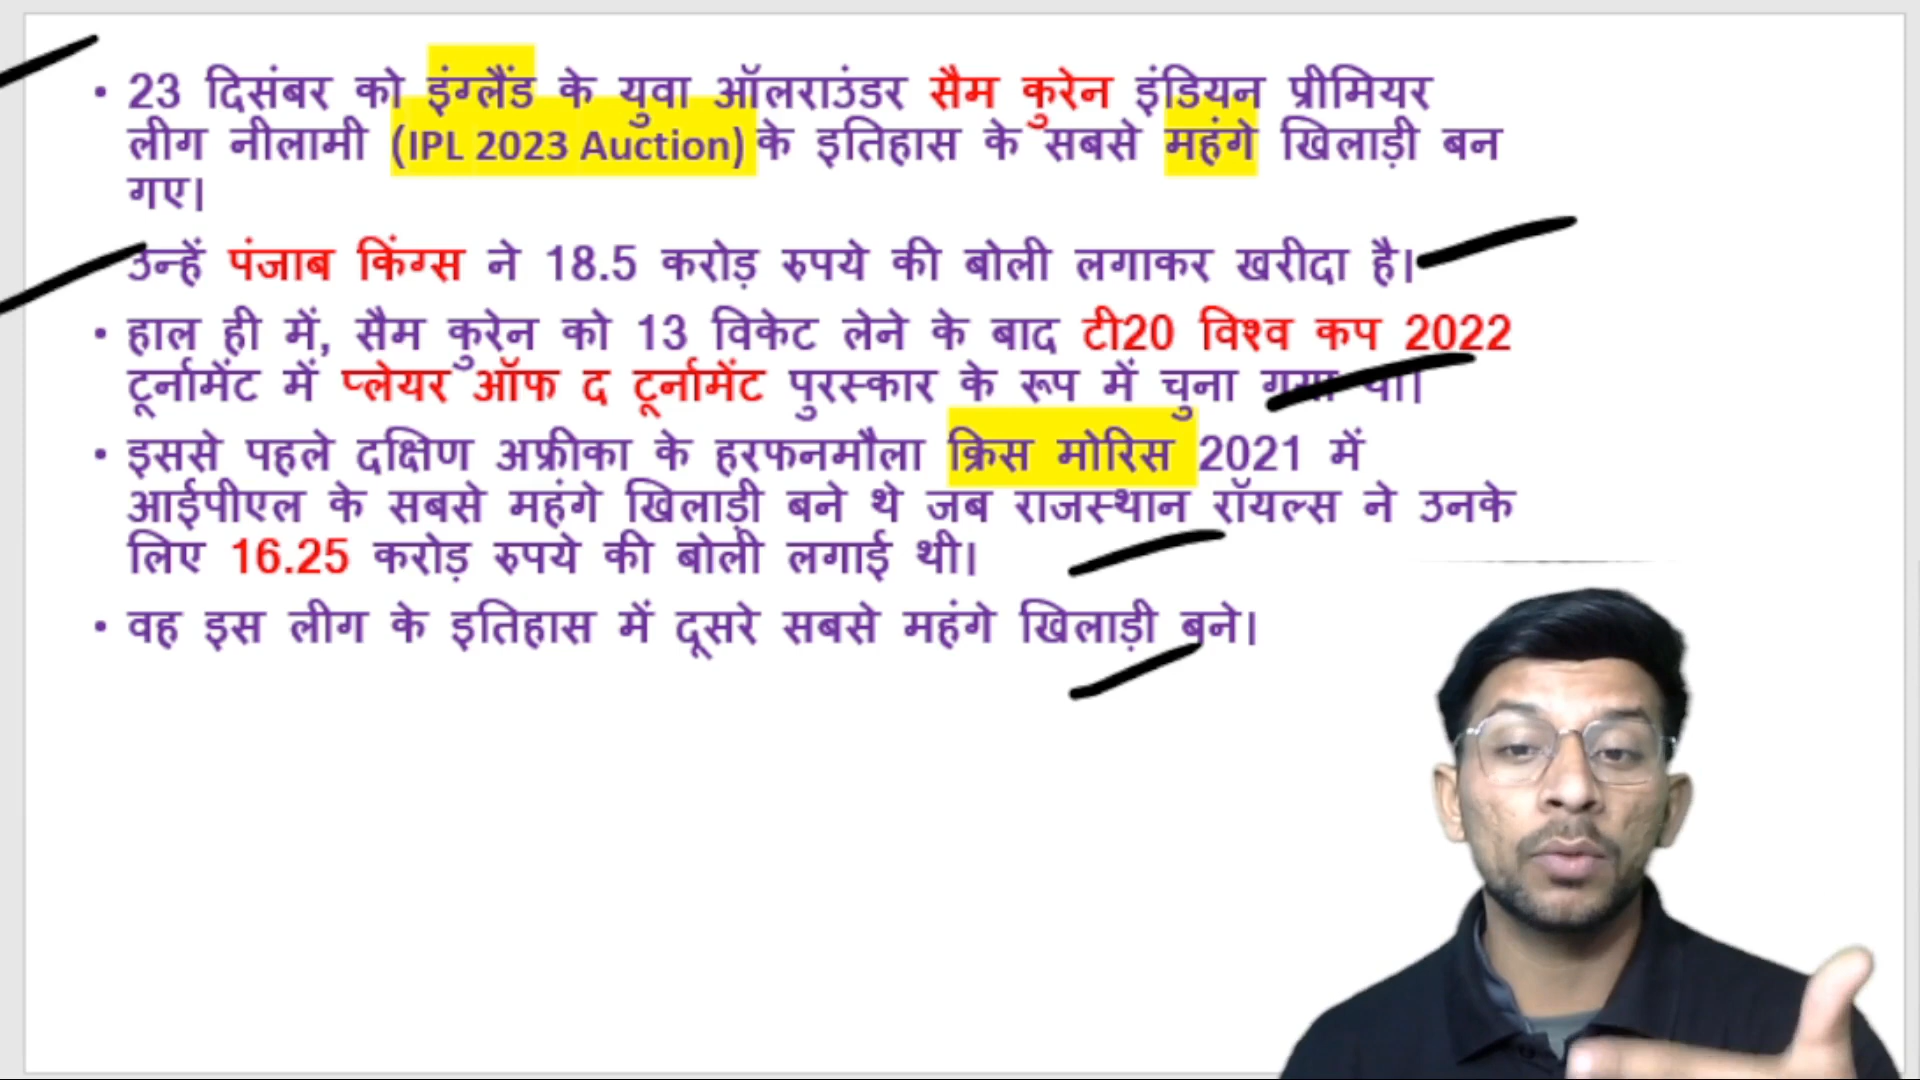 • 23 दिसंबर को इंग्लैंड के युवा ऑलराउंडर सैम कुरेन इंडियन प्रीमियर
लीग नीलामी (IPL 2023 Auction) के इतिहास के सबसे महंगे खिलाड़ी बन
गए।
उन्हें पंजाब किंग्स ने 18.5 करोड़ रुपये की बोली लगाकर खरीदा है।
• हाल ही में, सैम कुरेन को 13 विकेट लेने के बाद टी20 विश्व कप 2022
टूर्नामेंट में प्लेयर ऑफ द टूर्नामेंट पुरस्कार के रूप में चुना गया था।
• इससे पहले दक्षिण अफ्रीका के हरफनमौला क्रिस मोरिस 2021 में
आईपीएल के सबसे महंगे खिलाड़ी बने थे जब राजस्थान रॉयल्स ने उनके
लिए 16.25 करोड़ रुपये की बोली लगाई थी।
• वह इस लीग के इतिहास में दूसरे सबसे महंगे खिलाड़ी बने।